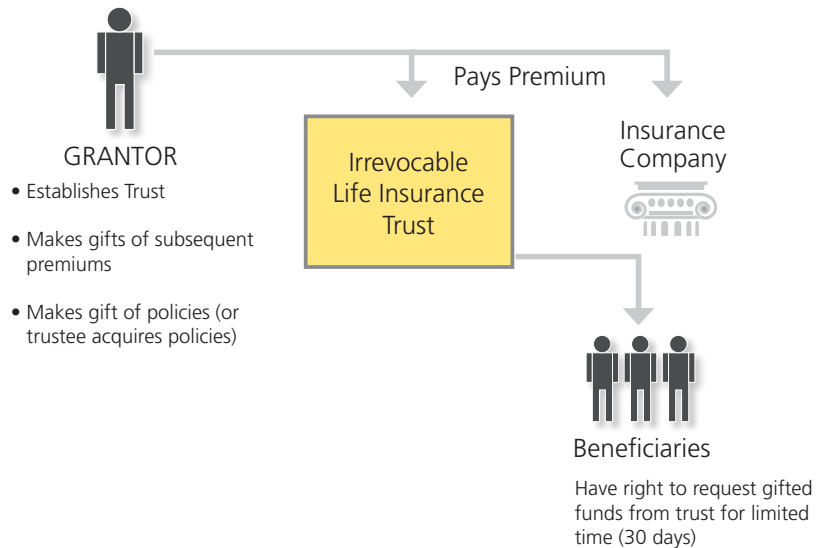 Pays Premium
GRANTOR
• Establishes Trust
• Makes gifts of subsequent
premiums
• Makes gift of policies (or
trustee acquires policies)
Irrevocable
Life Insurance
Trust
Insurance
Company
Beneficiaries
Have right to request gifted
funds from trust for limited
time (30 days)